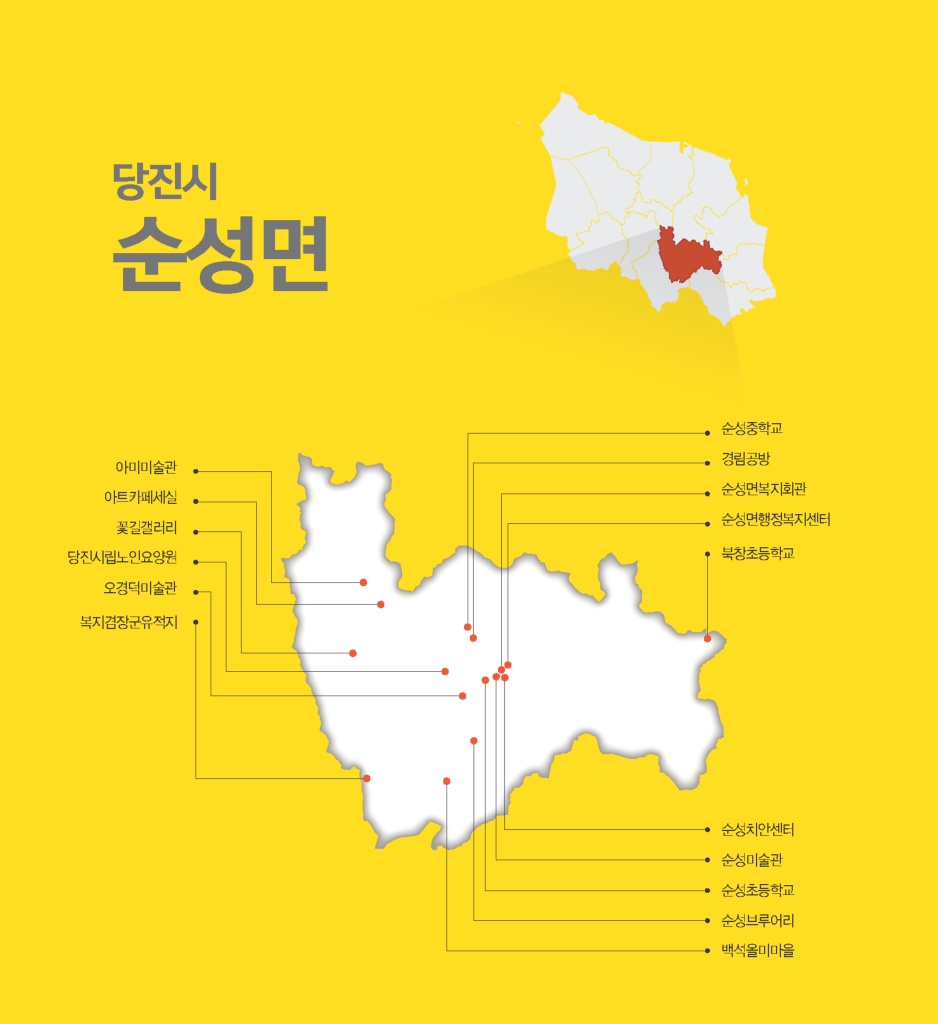 당진시
순성면
아미미술관
아트카페세실
꽃길갤러리
당진시립노인요양원
오경덕미술관
복지겸장군유적지
순성중학교
경림공방
순성면복지회관
순성면행정복지센터
북창초등학교
순성치안센터
순성미술관
순성초등학교
순성브루어리
백석올미마을